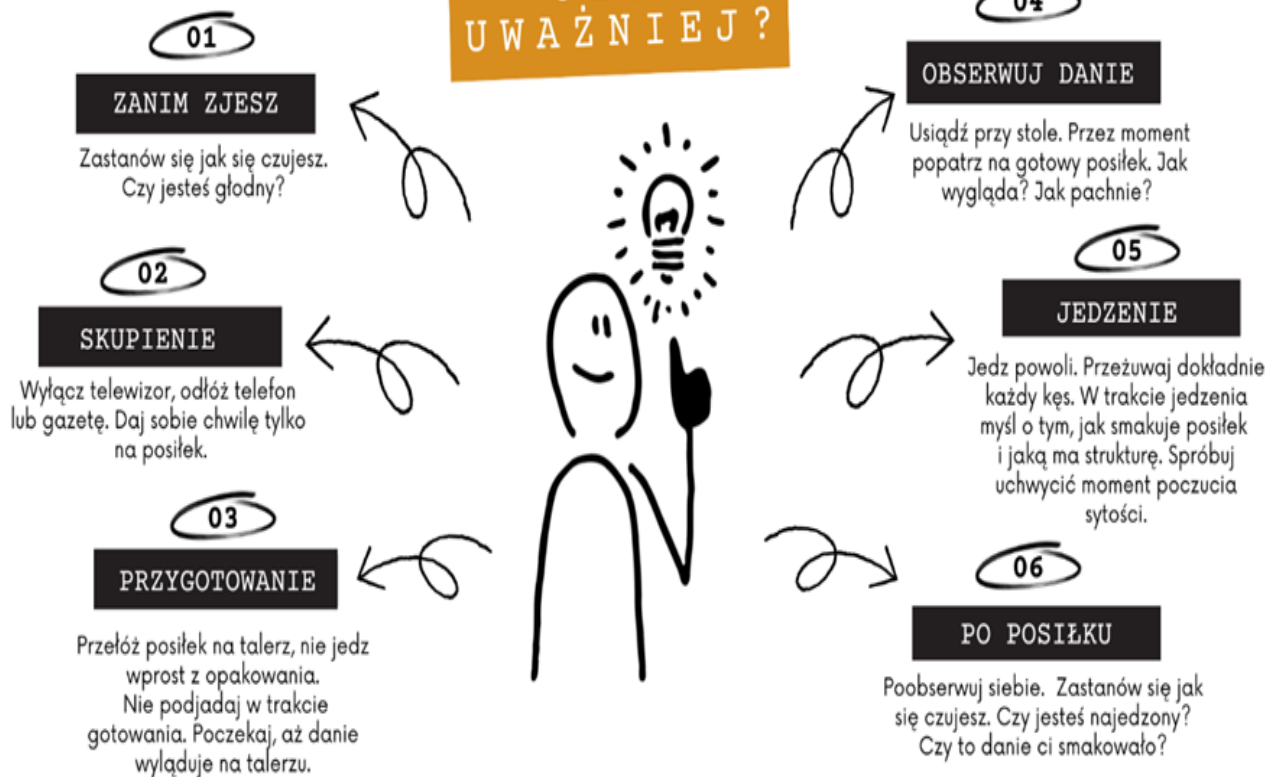 UWAŻNIEJ?
01
ZANIM ZJESZ
Zastanów się jak się czujesz.
Czy jesteś głodny?
02
SKUPIENIE
Wyłącz telewizor, odłóż telefon
lub gazetę. Daj sobie chwilę tylko
na posiłek.
03
PRZYGOTOWANIE
Przełóż posiłek na talerz, nie jedz
wprost z opakowania.
Nie podjadaj w trakcie
gotowania. Poczekaj, aż danie
wyląduje na talerzu.
04
OBSERWUJ DANIE
Usiądź przy stole. Przez moment
popatrz na gotowy posiłek. Jak
wygląda? Jak pachnie?
05
JEDZENIE
Jedz powoli. Przeżuwaj dokładnie
każdy kęs. W trakcie jedzenia
myśl o tym, jak smakuje posiłek
i jaką ma strukturę. Spróbuj
uchwycić moment poczucia
sytości.
06
PO POSIŁKU
Poobserwuj siebie. Zastanów się jak
się czujesz. Czy jesteś najedzony?
Czy to danie ci smakowało?